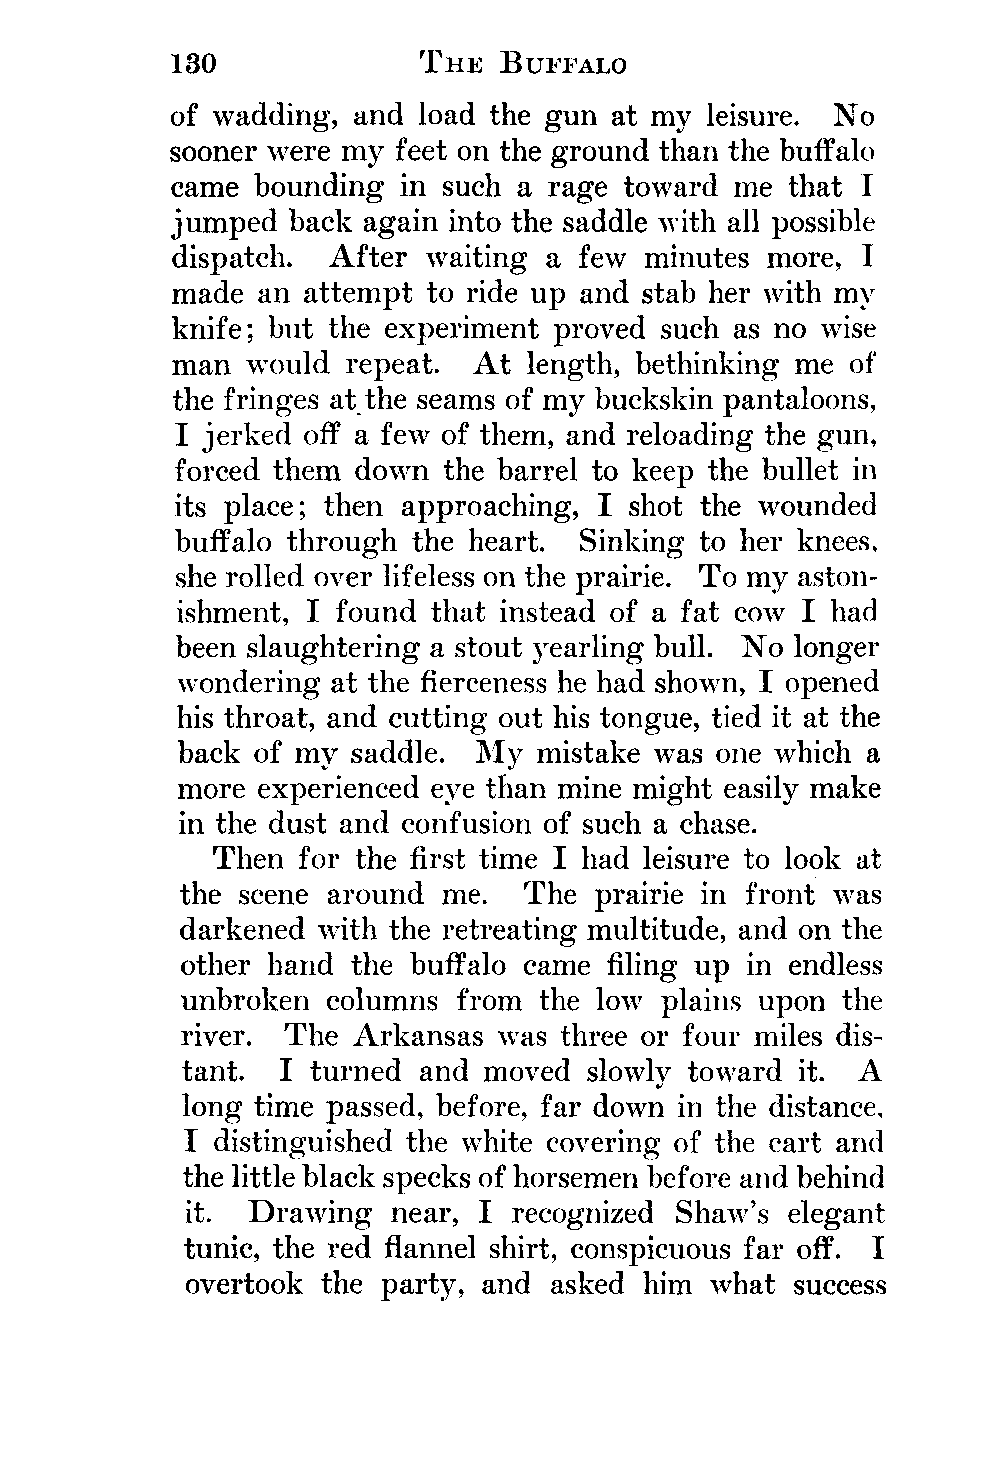 130 THE BUFFALO
of wadding, and load the gun at my leisure. No
sooner were my feet on the ground than the buffalo
came bounding in such a rage toward me that I
jumped back again into the saddle with all possible
dispatch. After waiting a few minutes more, I
made an attempt to ride up and stab her with my
knife; but the experiment proved such as no wise
man would repeat. At length, bethinking me of
the fringes at the seams of my buckskin pantaloons,
I jerked off a few of them, and reloading the gun,
forced them down the barrel to keep the bullet in
its place; then approaching, I shot the wounded
buffalo through the heart. Sinking to her knees,
she rolled over lifeless on the prairie. To my aston-
ishment, I found that instead of a fat cow I had
been slaughtering a stout yearling bull. No longer
wondering at the fierceness he had shown, I opened
his throat, and cutting out his tongue, tied it at the
back of my saddle. My mistake was one which a
more experienced eye than mine might easily make
in the dust and confusion of such a chase.
Then for the first time I had leisure to look at
the scene around me. The prairie in front was
darkened with the retreating multitude, and on the
other hand the buffalo came filing up in endless
unbroken columns from the low plains upon the
river. The Arkansas was three or four miles dis-
tant. I turned and moved slowly toward it. A
long time passed, before, far down in the distance,
I distinguished the white covering of the cart and
the little black specks of horsemen before and behind
it. Drawing near, I recognized Shaw's elegant
tunic, the red flannel shirt, conspicuous far off. I
overtook the party, and asked him what success